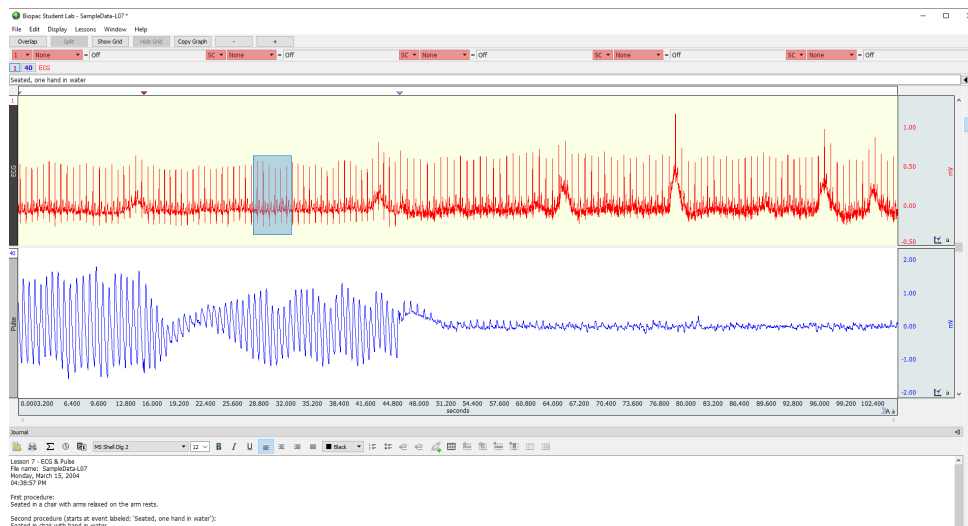 Biopac Student Lab - SampleData-L07 *
File Edit Display Lessons Window Help
Overlap Split Show Grid Hide Grid Copy Graph - +
1 None = Off SC None = Off SC None = Off SC None = Off SC None = Off
1 40 ECG
Seated, one hand in water
1
ECG
1.00
0.50
0.00
-0.50
mV
40
Pulse
2.00
1.00
0.00
-1.00
-2.00
mV
0.000 3.200 6.400 9.600 12.800 16.000 19.200 22.400 25.600 28.800 32.000 35.200 38.400 41.600 44.800 48.000 51.200 54.400 57.600 60.800 64.000 67.200 70.400 73.600 76.800 80.000 83.200 86.400 89.600 92.800 96.000 99.200 102.400
seconds
Journal
MS Shell Dlg 2 12 B I U Black
Lesson 7 - ECG & Pulse
File name: SampleData-L07
Monday, March 15, 2004
04:38:57 PM
First procedure:
Seated in a chair with arms relaxed on the arm rests.
Second procedure (starts at event labeled: 'Seated, one hand in water'):
Seated in chair with hand in water